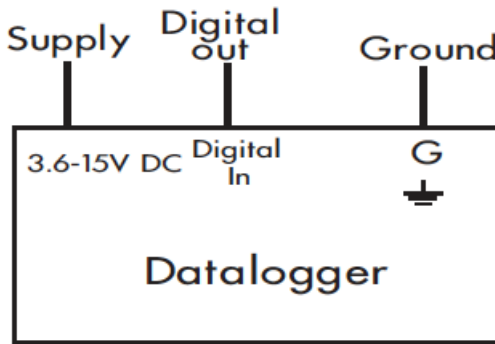 Supply
Digital
out
Ground
3.6-15V DC
Digital
In
G
Datalogger